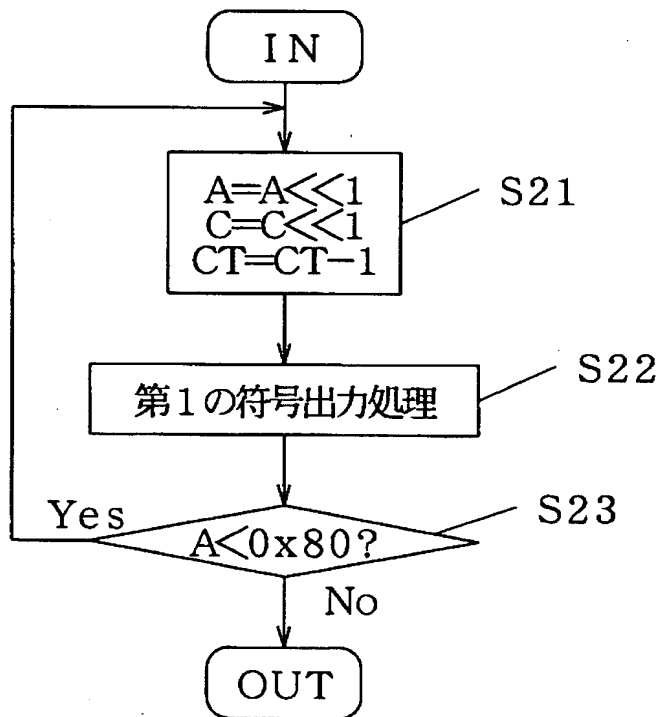 IN
A=A<<1
C=C<<1
CT=CT-1
S21
第1の符号出力処理
S22
Yes
A<0x80?
S23
No
OUT